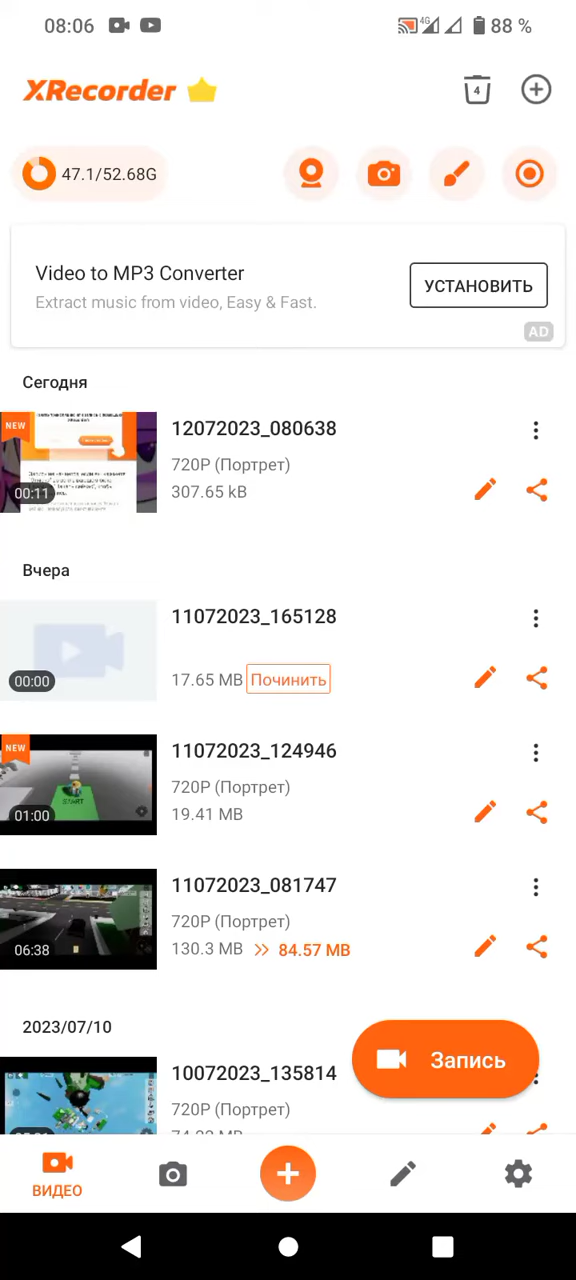 08:06
4G
88 %
XRecorder
4
47.1/52.68G
Video to MP3 Converter
Extract music from video, Easy & Fast.
УСТАНОВИТЬ
AD
Сегодня
NEW
00:11
12072023_080638
720P (Портрет)
307.65 kB
Вчера
00:00
11072023_165128
17.65 MB
Починить
NEW
START
01:00
11072023_124946
720P (Портрет)
19.41 MB
06:38
11072023_081747
720P (Портрет)
130.3 MB >> 84.57 MB
2023/07/10
10072023_135814
720P (Портрет)
Запись
ВИДЕО